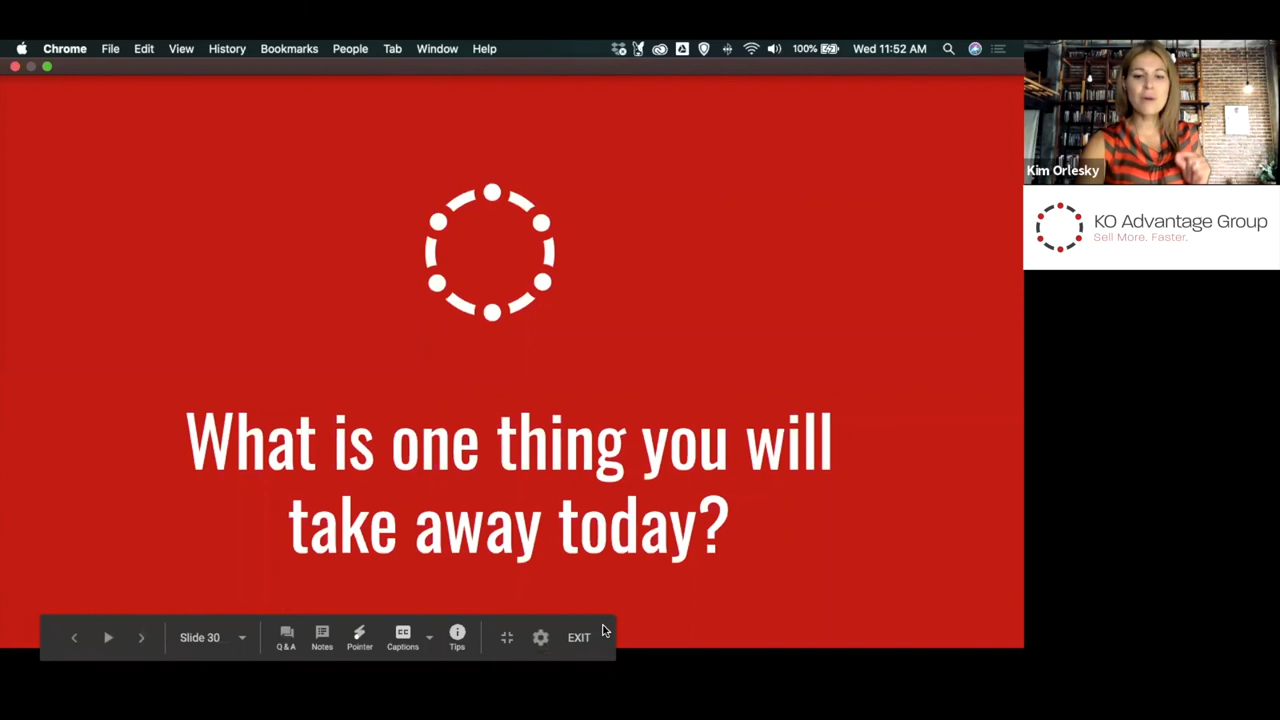 Chrome File Edit View History Bookmarks People Tab Window Help 100% Wed 11:52 AM
Kim Orlesky
KO Advantage Group
Sell More. Faster.
What is one thing you will
take away today?
Slide 30
Q & A Notes Pointer CC Captions Tips EXIT